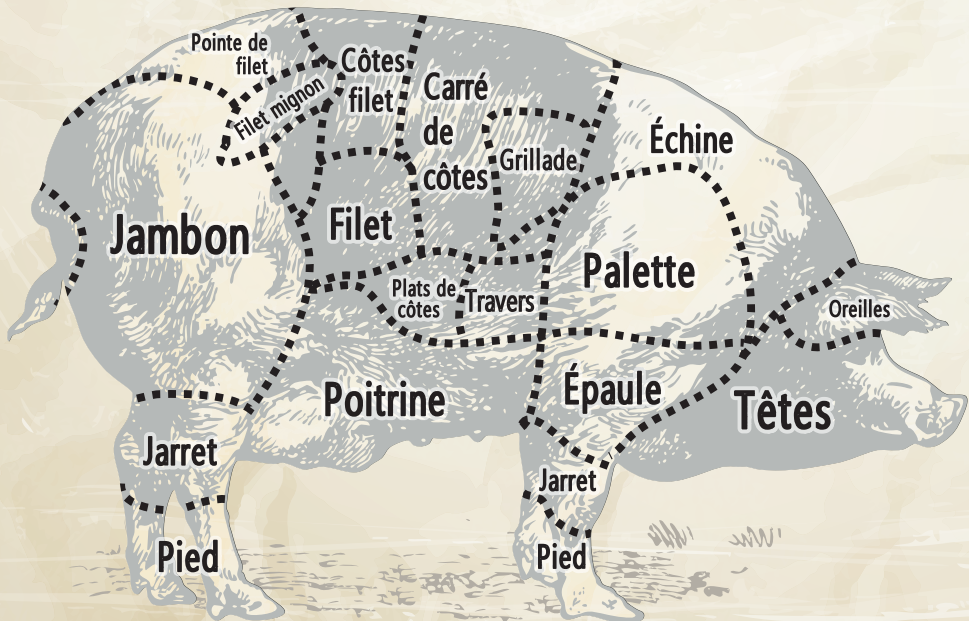 Pointe de
filet
Filet mignon
Côtes
filet
Carré
de
côtes
Grillade
Échine
Jambon
Filet
Palette
Plats de
côtes
Travers
Oreilles
Poitrine
Épaule
Têtes
Jarret
Jarret
Pied
Pied